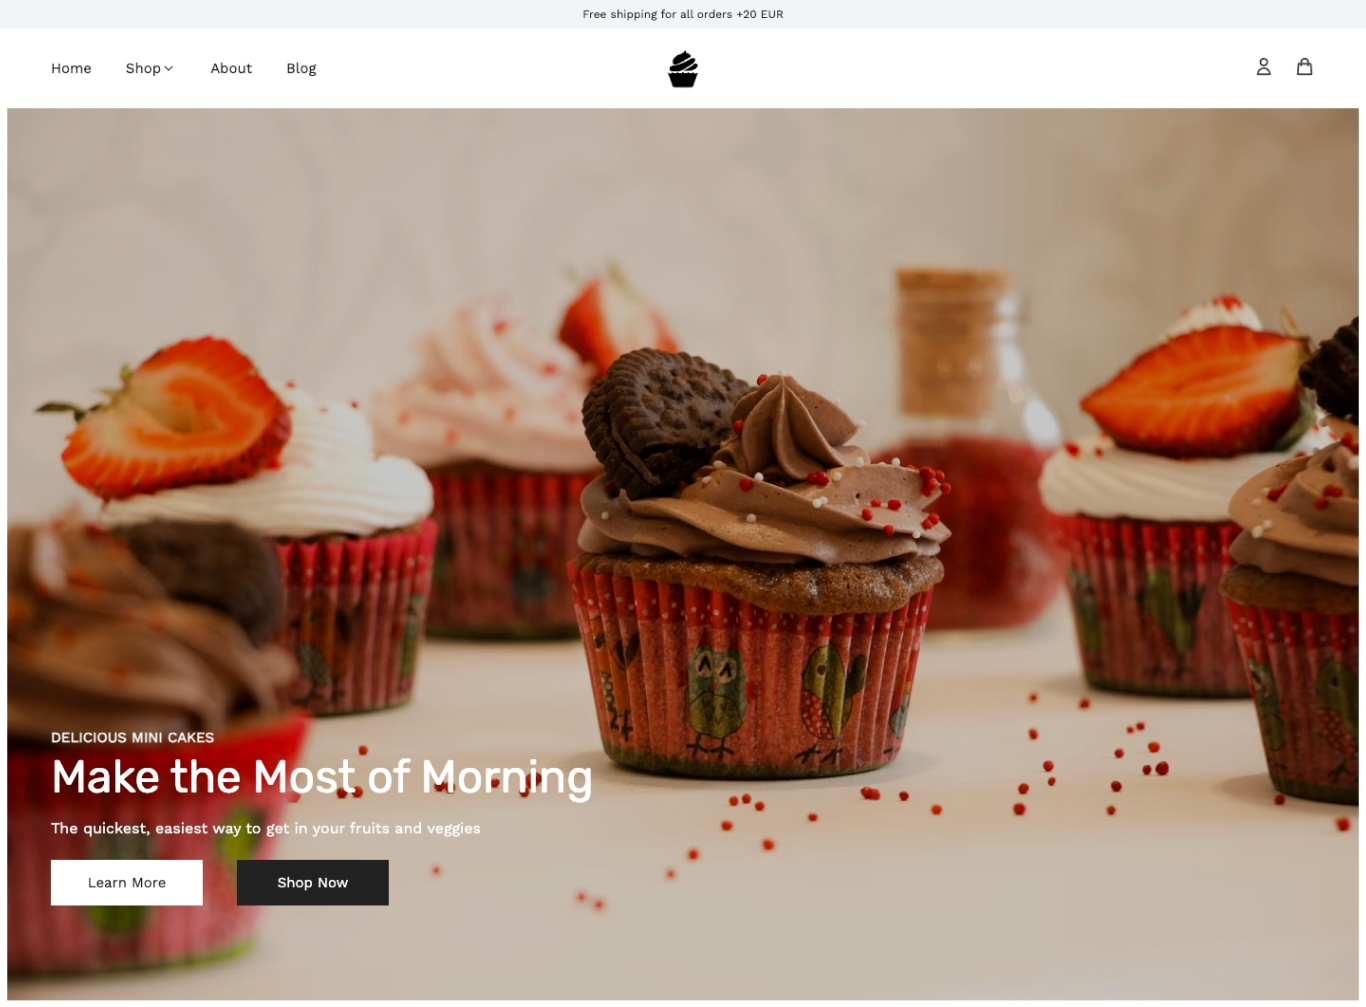 Free shipping for all orders +20 EUR
Home Shop About Blog
DELICIOUS MINI CAKES
Make the Most of Morning
The quickest, easiest way to get in your fruits and veggies
Learn More Shop Now